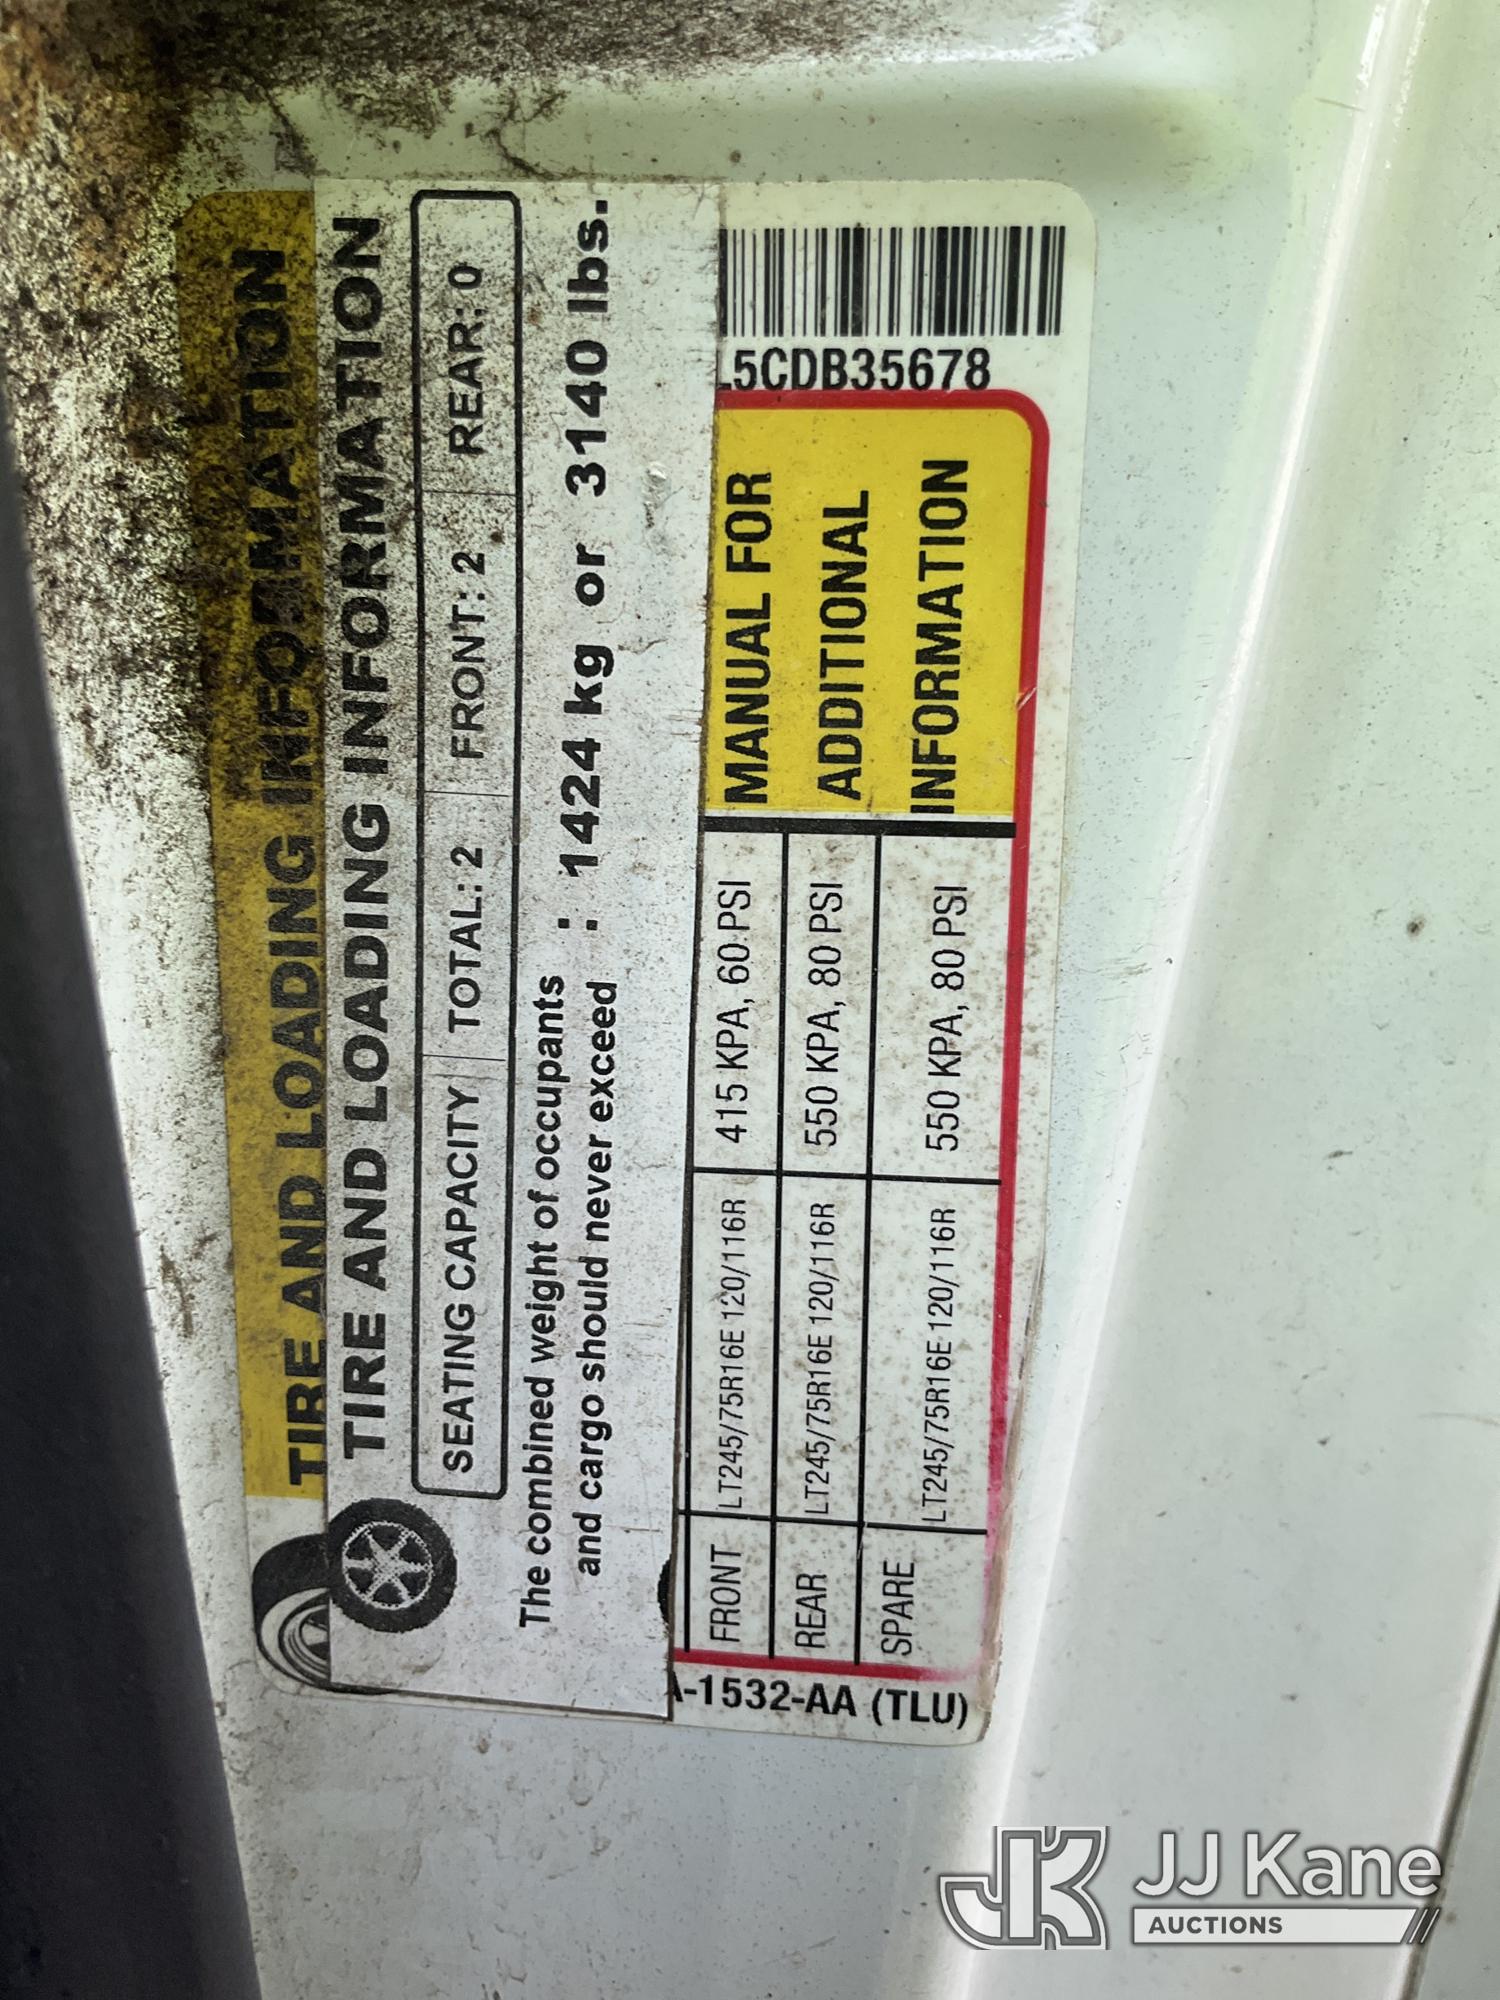 TIRE AND LOADING INFORMATION
TIRE AND LOADING INFORMATION
SEATING CAPACITY | TOTAL: 2 | FRONT: 2 | REAR: 0
The combined weight of occupants :
and cargo should never exceed : 1424 kg or 3140 lbs.
FRONT LT245/75R16E 120/116R 415 KPA, 60 PSI
REAR LT245/75R16E 120/116R 550 KPA, 80 PSI
SPARE LT245/75R16E 120/116R 550 KPA, 80 PSI
MANUAL FOR
ADDITIONAL
INFORMATION
5CDB35678
-1532-AA (TLU)
JJ Kane
AUCTIONS